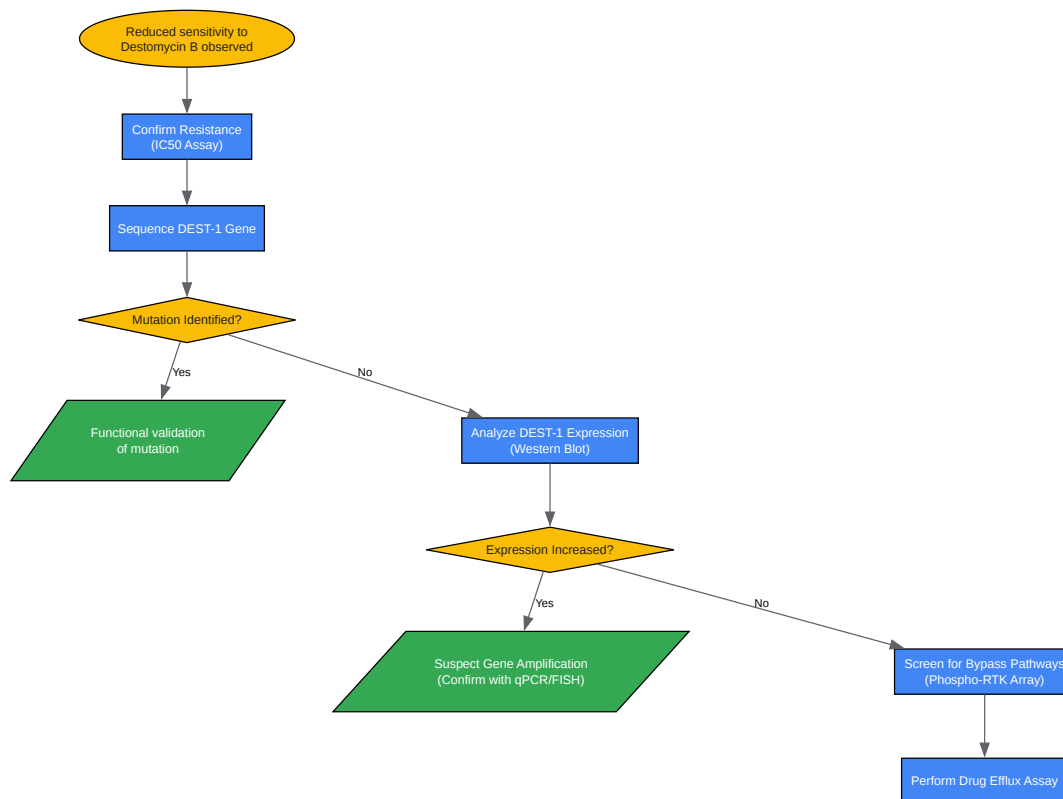 Reduced sensitivity to
Destomycin B observed
Confirm Resistance
(IC50 Assay)
Sequence DEST-1 Gene
Mutation Identified?
Yes
No
Functional validation
of mutation
Analyze DEST-1 Expression
(Western Blot)
Expression Increased?
Yes
No
Suspect Gene Amplification
(Confirm with qPCR/FISH)
Screen for Bypass Pathways
(Phospho-RTK Array)
Perform Drug Efflux Assay